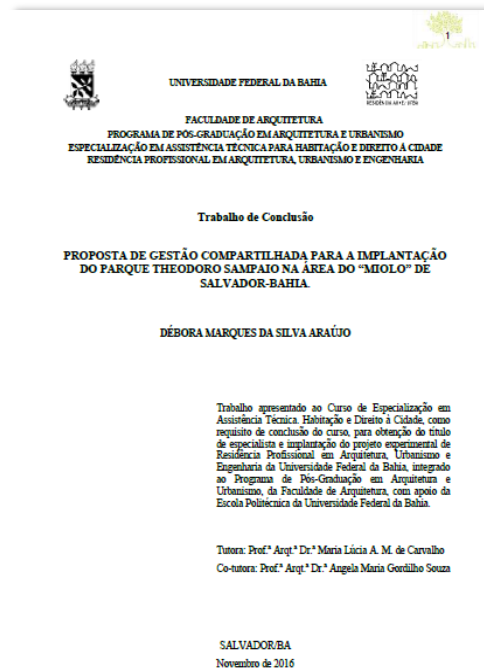 1
UNIVERSIDADE FEDERAL DA BAHIA
RESIDÊNCIA AU+E/UFBA
FACULDADE DE ARQUITETURA
PROGRAMA DE PÓS-GRADUAÇÃO EM ARQUITETURA E URBANISMO
ESPECIALIZAÇÃO EM ASSISTÊNCIA TÉCNICA PARA HABITAÇÃO E DIREITO À CIDADE
RESIDÊNCIA PROFISSIONAL EM ARQUITETURA, URBANISMO E ENGENHARIA
Trabalho de Conclusão
PROPOSTA DE GESTÃO COMPARTILHADA PARA A IMPLANTAÇÃO
DO PARQUE THEODORO SAMPAIO NA ÁREA DO “MIOLO” DE
SALVADOR-BAHIA.
DÉBORA MARQUES DA SILVA ARAÚJO
Trabalho apresentado ao Curso de Especialização em
Assistência Técnica, Habitação e Direito à Cidade, como
requisito de conclusão do curso, para obtenção do título
de especialista e implantação do projeto experimental de
Residência Profissional em Arquitetura, Urbanismo e
Engenharia da Universidade Federal da Bahia, integrado
ao Programa de Pós-Graduação em Arquitetura e
Urbanismo, da Faculdade de Arquitetura, com apoio da
Escola Politécnica da Universidade Federal da Bahia.
Tutora: Prof.ª Arqt.ª Dr.ª Maria Lúcia A. M. de Carvalho
Co-tutora: Prof.ª Arqt.ª Dr.ª Angela Maria Gordilho Souza
SALVADOR/BA
Novembro de 2016